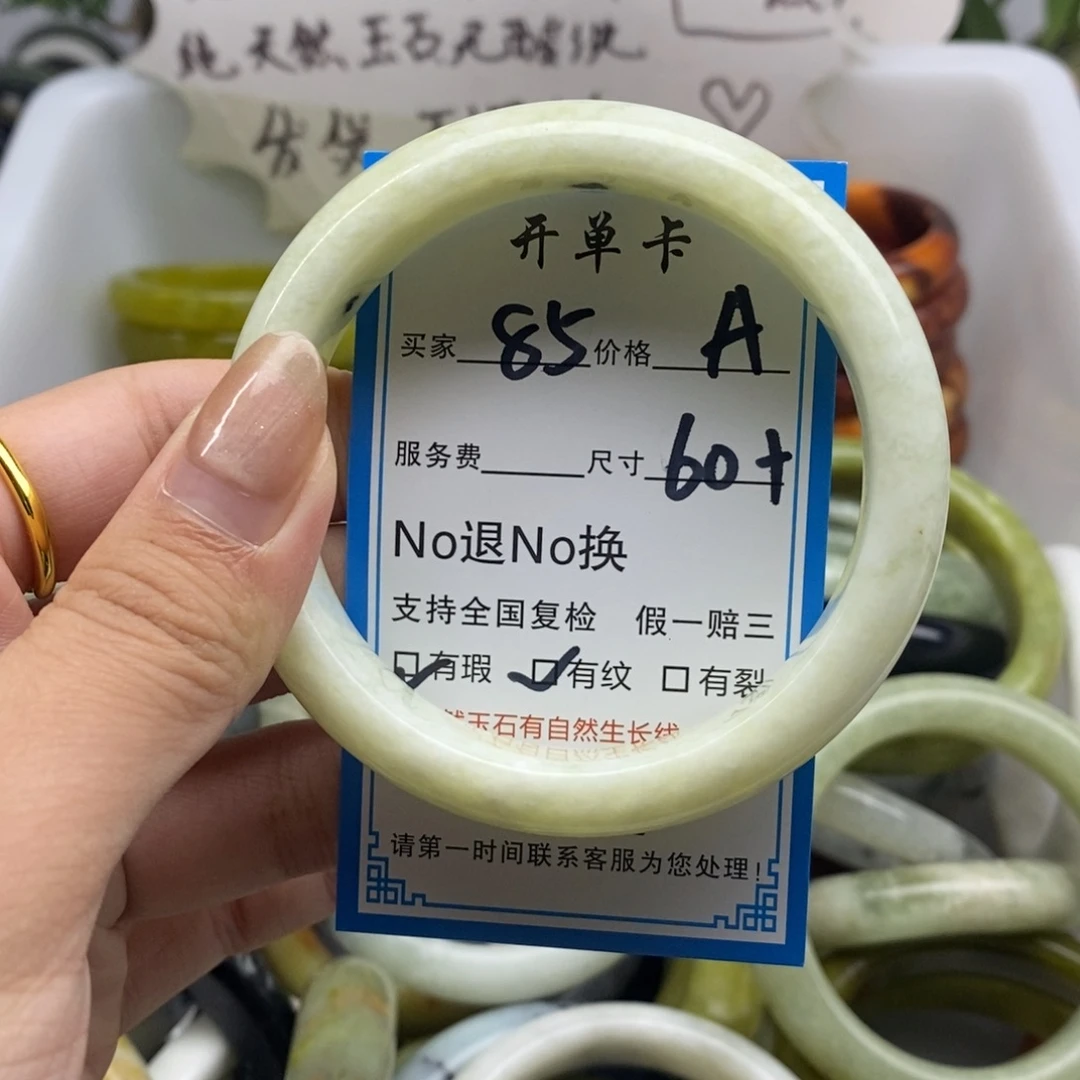 纯天然玉石无酸洗
开单卡
买家 85 价格 A
服务费 尺寸 60+
No退No换
支持全国复检 假一赔三
有瑕 有纹 有裂
然玉石有自然生长线
请第一时间联系客服为您处理!